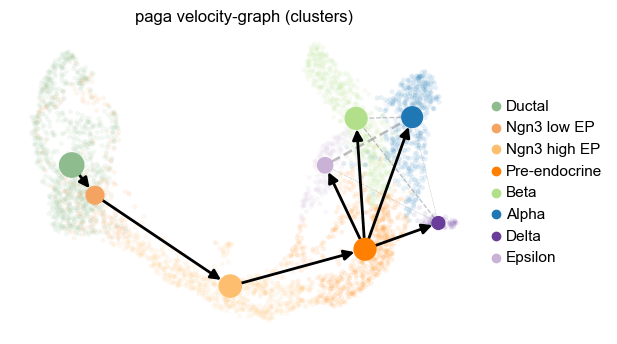 paga velocity-graph (clusters)
Ductal
Ngn3 low EP
Ngn3 high EP
Pre-endocrine
Beta
Alpha
Delta
Epsilon